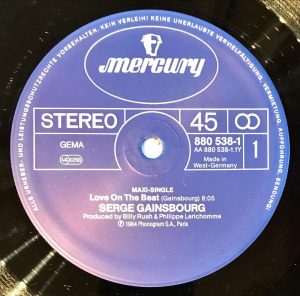 ALLE URHEBER- UND LEISTUNGSSCHUTZRECHTE VORBEHALTEN. KEIN VERLEIH! KEINE UNERLAUBTE VERVIELFÄLTIGUNG, VERMIETUNG, AUFFÜHRUNG, SENDUNG!
mercury
STEREO 45
GEMA
LC 0268
880 538-1
AA 880 538-1.1Y
Made in
West-Germany
1
MAXI-SINGLE
Love On The Beat (Gainsbourg) 8:05
SERGE GAINSBOURG
Produced by Billy Rush & Philippe Lerichomme
℗ 1984 Phonogram S.A., Paris